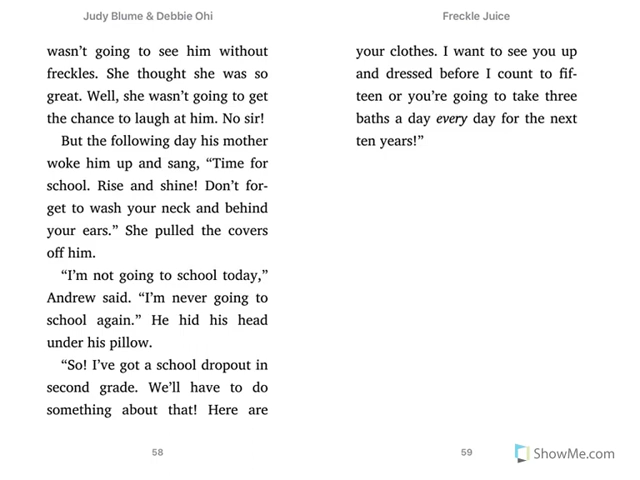 Judy Blume & Debbie Ohi
wasn’t going to see him without
freckles. She thought she was so
great. Well, she wasn’t going to get
the chance to laugh at him. No sir!
But the following day his mother
woke him up and sang, “Time for
school. Rise and shine! Don’t for-
get to wash your neck and behind
your ears.” She pulled the covers
off him.
“I’m not going to school today,”
Andrew said. “I’m never going to
school again.” He hid his head
under his pillow.
“So! I’ve got a school dropout in
second grade. We’ll have to do
something about that! Here are
58
Freckle Juice
your clothes. I want to see you up
and dressed before I count to fif-
teen or you’re going to take three
baths a day every day for the next
ten years!”
59
ShowMe.com